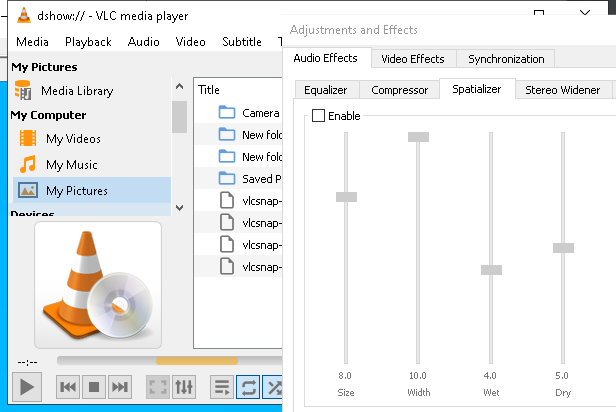 dshow:// - VLC media player
Media Playback Audio Video Subtitle T
My Pictures
Media Library
My Computer
My Videos
My Music
My Pictures
Devices
Title
Camera
New fold
New fold
Saved P
vlcsnap-
vlcsnap-
vlcsnap-
vlcsnap-
--:--
Adjustments and Effects
Audio Effects Video Effects Synchronization
Equalizer Compressor Spatializer Stereo Widener
Enable
8.0 10.0 4.0 5.0
Size Width Wet Dry